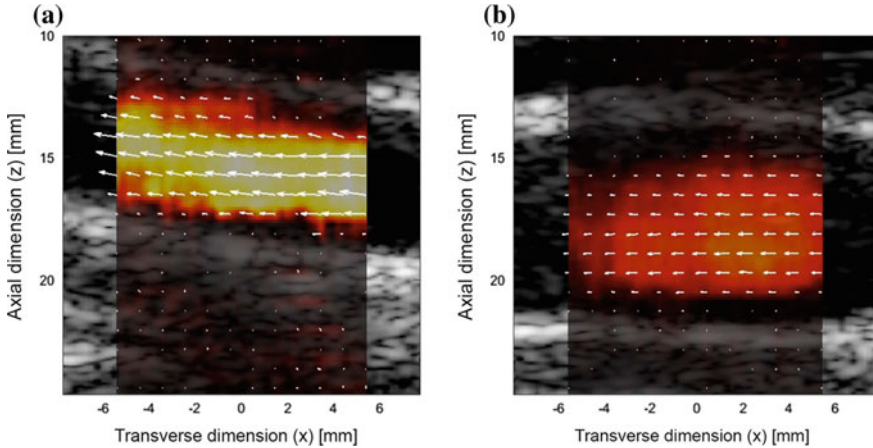 (a)
10
15
20
Axial dimension (z) [mm]
-6 -4 -2 0 2 4 6
Transverse dimension (x) [mm]
(b)
10
15
20
Axial dimension (z) [mm]
-6 -4 -2 0 2 4 6
Transverse dimension (x) [mm]